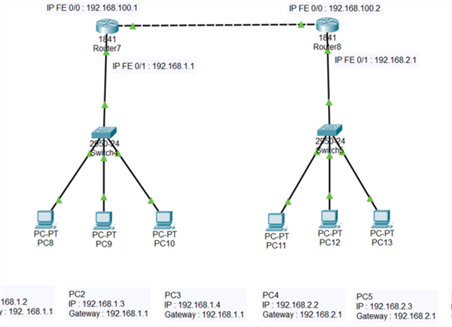 IP FE 0/0 : 192.168.100.1
IP FE 0/0 : 192.168.100.2
1841
Router7
1841
Router8
IP FE 0/1 : 192.168.1.1
IP FE 0/1 : 192.168.2.1
2950-24
2950-24
PC-PT
PC8
PC-PT
PC9
PC-PT
PC10
PC-PT
PC11
PC-PT
PC12
PC-PT
PC13
PC2
IP : 192.168.1.3
Gateway : 192.168.1.1
PC3
IP : 192.168.1.4
Gateway : 192.168.1.1
PC4
IP : 192.168.2.2
Gateway : 192.168.2.1
PC5
IP : 192.168.2.3
Gateway : 192.168.2.1
168.1.2
: 192.168.1.1